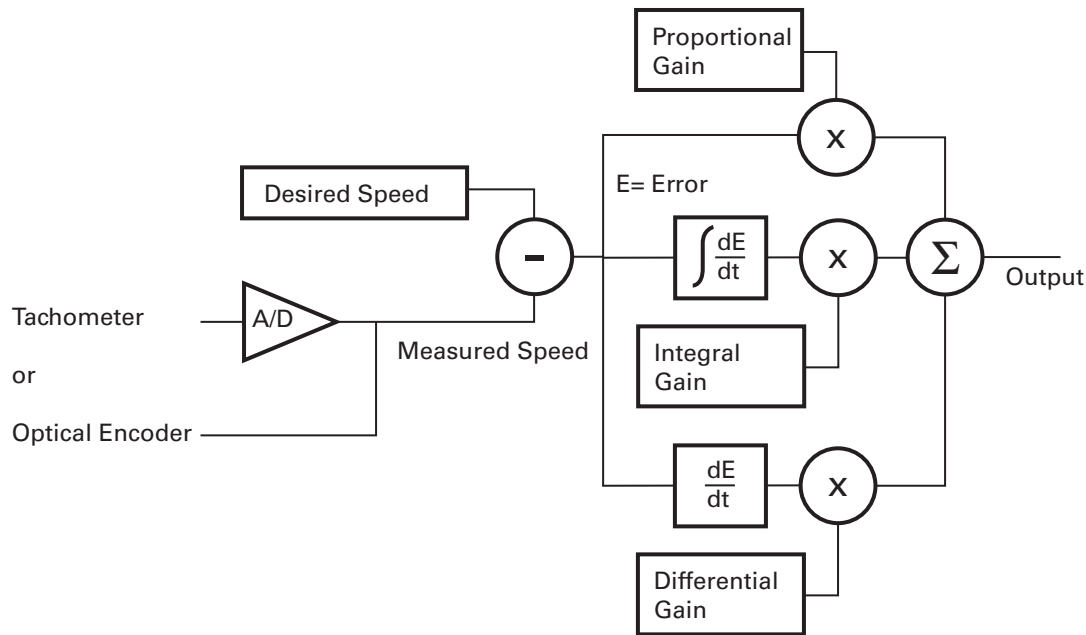 Proportional
Gain
x
Desired Speed
E= Error
-
∫ dE
dt
x
Σ
Output
Tachometer
A/D
Measured Speed
or
Integral
Gain
Optical Encoder
dE
dt
x
Differential
Gain